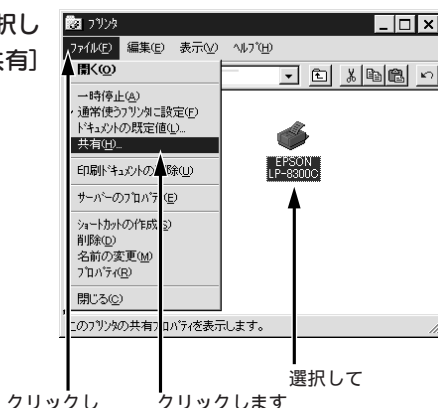 択し
共有]
プリンタ
ファイル(F) 編集(E) 表示(V) ヘルプ(H)
開く(O)
一時停止(A)
通常使うプリンタに設定(F)
ドキュメントの既定値(U)...
共有(H)...
印刷ドキュメントの 除(U)
サーバーのプロパティ(E)
ショートカットの作成(S)
削除(D)
名前の変更(M)
プロパティ(R)
閉じる(C)
EPSON
LP-8300C
このプリンタの共有プロパティを表示します。
選択して
クリックし
クリックします